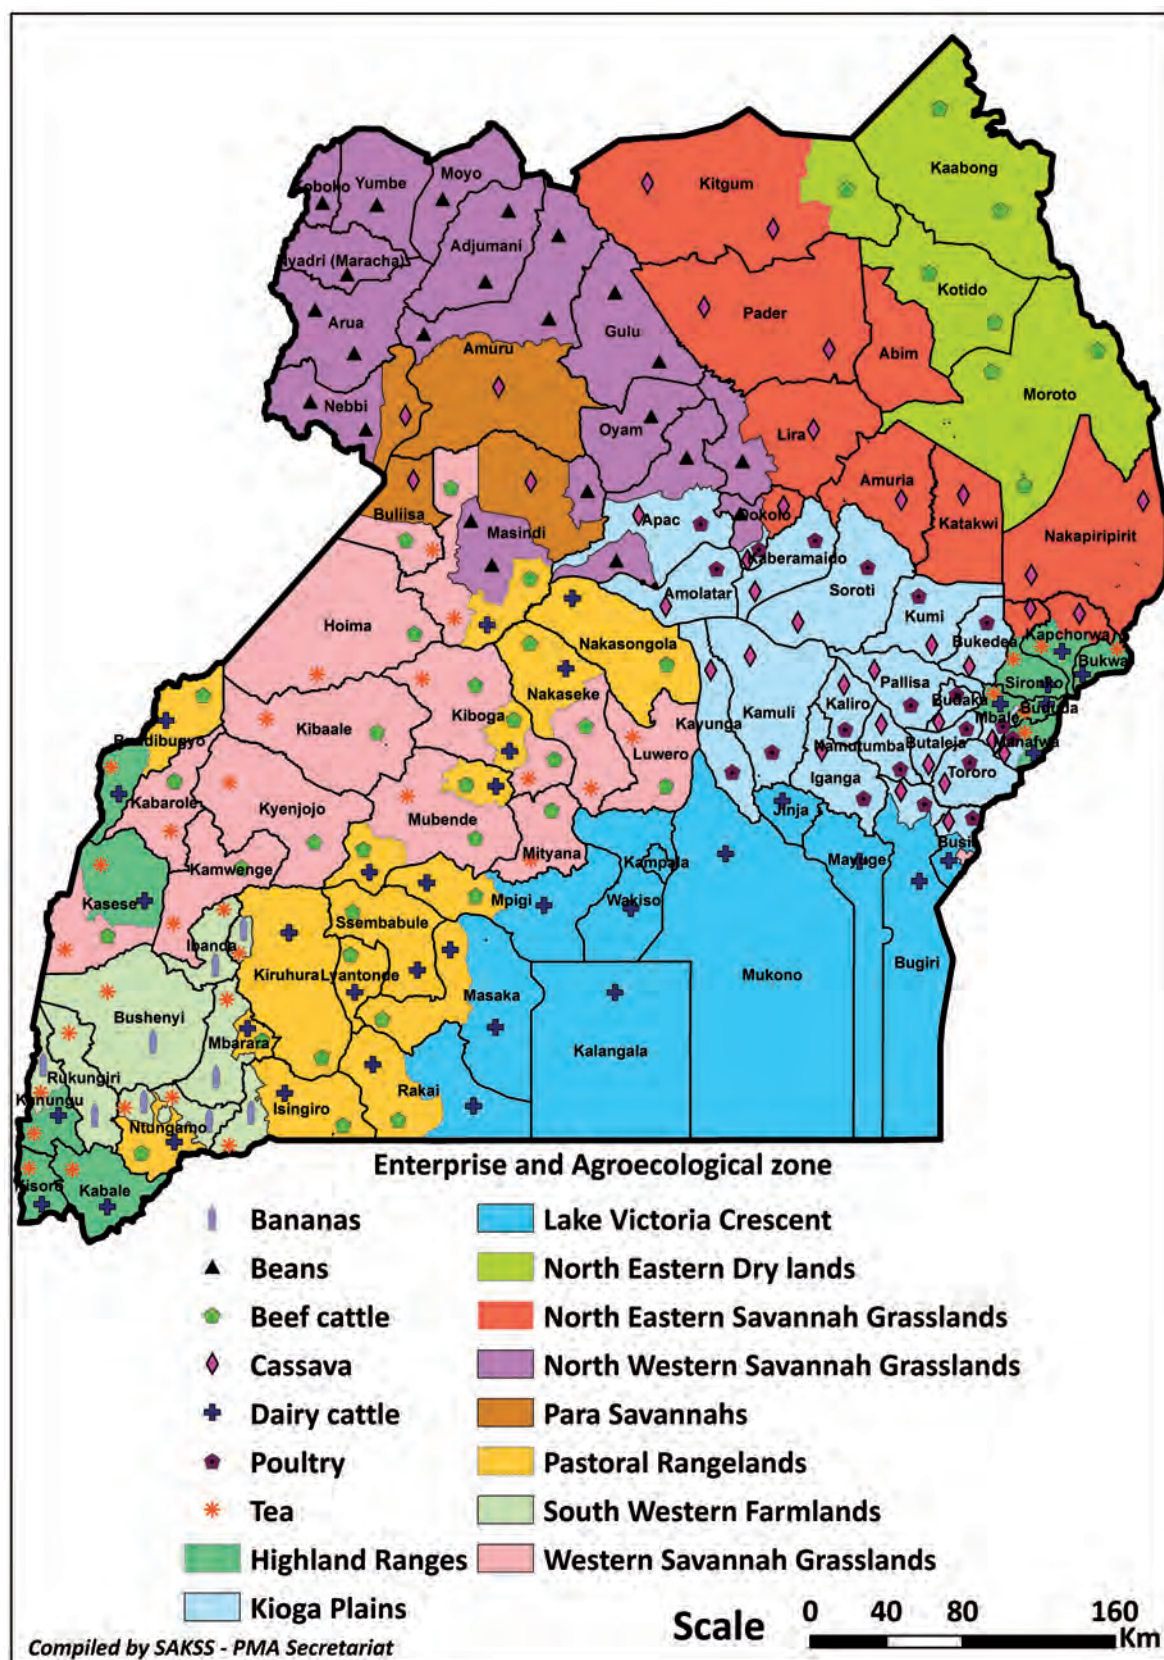 Kaabong
Kitgum
Moyo
Yumbe
Koboko
Adjumani
Nyadri (Maracha)
Kotido
Arua
Pader
Gulu
Abim
Amuru
Moroto
Nebbi
Oyam
Lira
Amuria
Buliisa
Apac
Dokolo
Katakwi
Masindi
Nakapiripirit
Kaberamaido
Amolatar
Soroti
Kumi
Hoima
Bukedea
Kapchorwa
Nakasongola
Bukwa
Pallisa
Sironko
Nakaseke
Kiboga
Kaliro
Budaka
Bududa
Kibaale
Kayunga
Kamuli
Mbale
Bundibugyo
Luwero
Namutumba
Butaleja
Manafwa
Kabarole
Iganga
Tororo
Kyenjojo
Mubende
Jinja
Mityana
Busia
Kamwenge
Kampala
Mayuge
Kasese
Mpigi
Wakiso
Ssembabule
Ibanda
Kiruhura
Lyantonde
Mukono
Bugiri
Masaka
Bushenyi
Mbarara
Kalangala
Rukungiri
Kanungu
Rakai
Isingiro
Ntungamo
Kisoro
Kabale
Enterprise and Agroecological zone
Bananas
Beans
Beef cattle
Cassava
Dairy cattle
Poultry
Tea
Highland Ranges
Kioga Plains
Lake Victoria Crescent
North Eastern Dry lands
North Eastern Savannah Grasslands
North Western Savannah Grasslands
Para Savannahs
Pastoral Rangelands
South Western Farmlands
Western Savannah Grasslands
Scale
0 40 80 160
Km
Compiled by SAKSS - PMA Secretariat